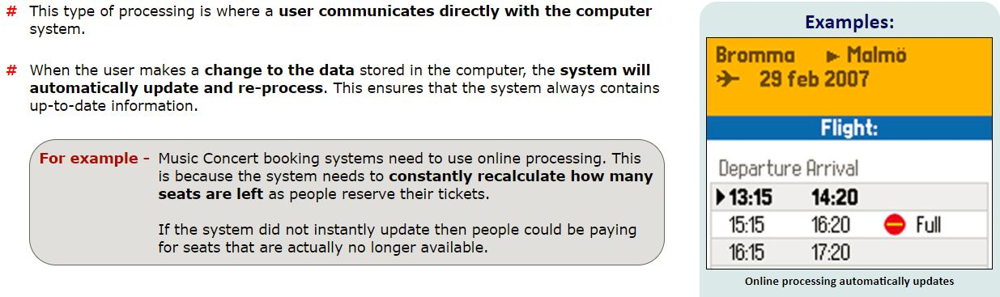 # This type of processing is where a user communicates directly with the computer
system.
# When the user makes a change to the data stored in the computer, the system will
automatically update and re-process. This ensures that the system always contains
up-to-date information.
For example - Music Concert booking systems need to use online processing. This
is because the system needs to constantly recalculate how many
seats are left as people reserve their tickets.
If the system did not instantly update then people could be paying
for seats that are actually no longer available.
Examples:
Bromma ► Malmö
29 feb 2007
Flight:
Departure Arrival
►13:15 14:20
15:15 16:20 Full
16:15 17:20
Online processing automatically updates